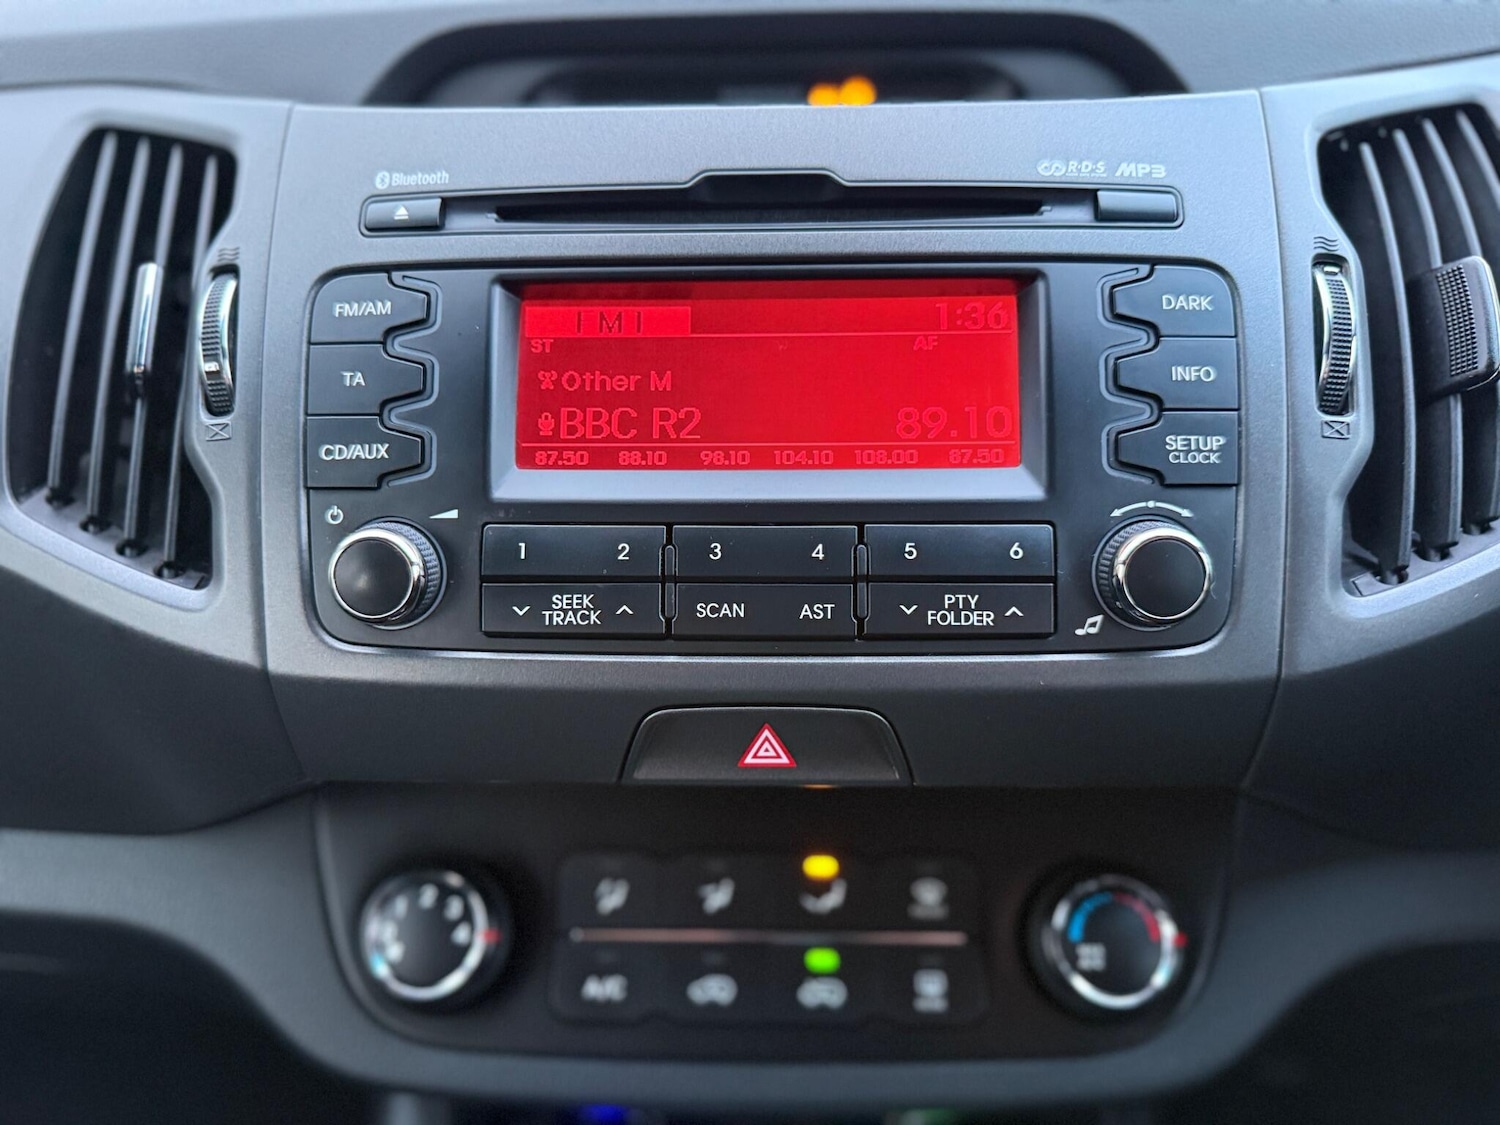 Bluetooth
R·D·S MP3
FM/AM
FM1 1:36
DARK
ST AF
TA
Other M
INFO
CD/AUX
BBC R2 89.10
SETUP
CLOCK
87.50 88.10 98.10 104.10 108.00 87.50
1 2 3 4 5 6
SEEK
TRACK
SCAN AST
PTY
FOLDER
A/C